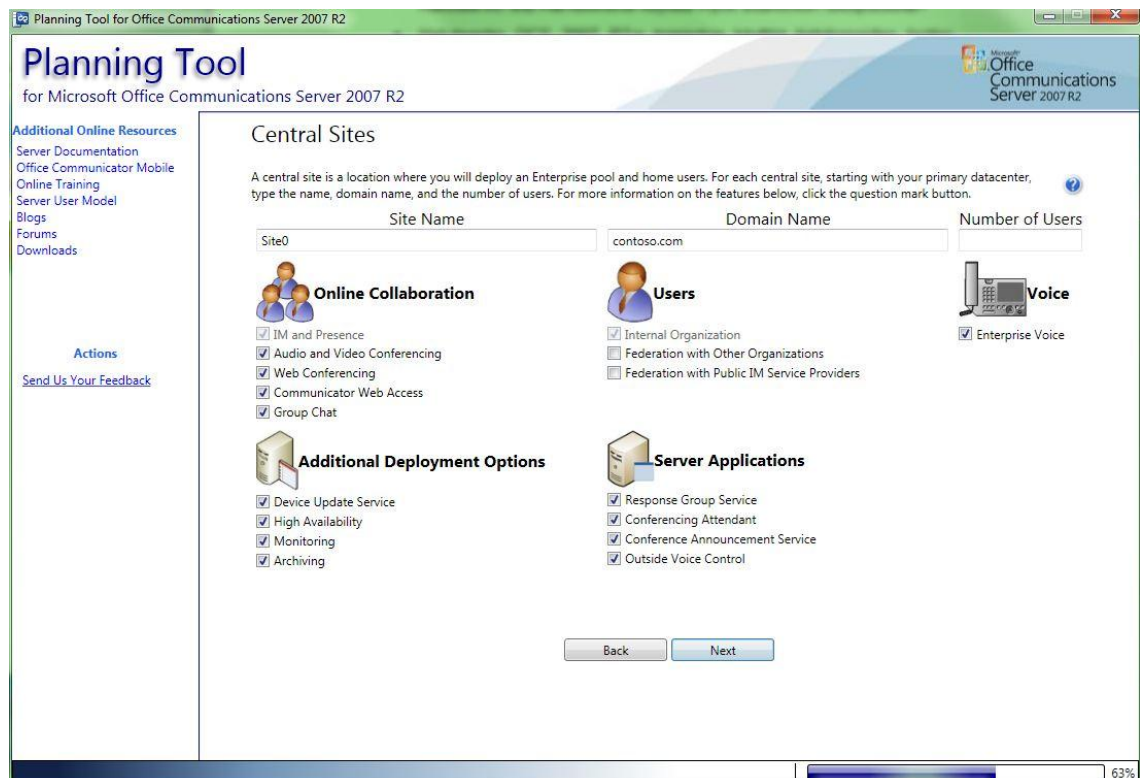 Planning Tool for Office Communications Server 2007 R2
Planning Tool
for Microsoft Office Communications Server 2007 R2
Microsoft
Office
Communications
Server 2007 R2
Additional Online Resources
Server Documentation
Office Communicator Mobile
Online Training
Server User Model
Blogs
Forums
Downloads
Actions
Send Us Your Feedback
Central Sites
A central site is a location where you will deploy an Enterprise pool and home users. For each central site, starting with your primary datacenter,
type the name, domain name, and the number of users. For more information on the features below, click the question mark button.
Site Name
Domain Name
Number of Users
Site0
contoso.com
Online Collaboration
IM and Presence
Audio and Video Conferencing
Web Conferencing
Communicator Web Access
Group Chat
Users
Internal Organization
Federation with Other Organizations
Federation with Public IM Service Providers
Voice
Enterprise Voice
Additional Deployment Options
Device Update Service
High Availability
Monitoring
Archiving
Server Applications
Response Group Service
Conferencing Attendant
Conference Announcement Service
Outside Voice Control
Back
Next
63%